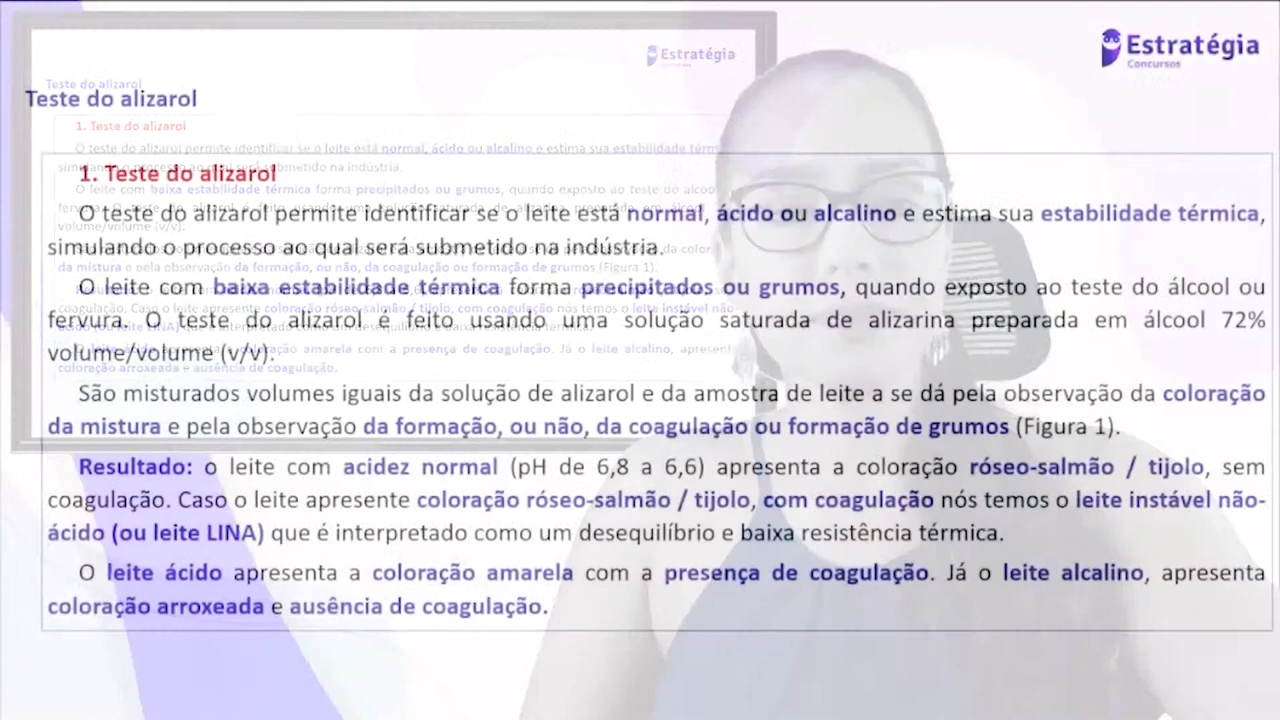 Estratégia
Concursos
Estratégia
Teste do alizarol
Teste do alizarol
1. Teste do alizarol
1. Teste do alizarol
O teste do alizarol permite identificar se o leite está normal, ácido ou alcalino e estima sua estabilidade térmica,
simulando o processo ao qual será submetido na indústria.
O leite com baixa estabilidade térmica forma precipitados ou grumos, quando exposto ao teste do álcool ou
fervura. O teste do alizarol é feito usando uma solução saturada de alizarina preparada em álcool 72%
volume/volume (v/v).
São misturados volumes iguais da solução de alizarol e da amostra de leite a se dá pela observação da coloração
da mistura e pela observação da formação, ou não, da coagulação ou formação de grumos (Figura 1).
Resultado: o leite com acidez normal (pH de 6,8 a 6,6) apresenta a coloração róseo-salmão / tijolo, sem
coagulação. Caso o leite apresente coloração róseo-salmão / tijolo, com coagulação nós temos o leite instável não-
ácido (ou leite LINA) que é interpretado como um desequilíbrio e baixa resistência térmica.
O leite ácido apresenta a coloração amarela com a presença de coagulação. Já o leite alcalino, apresenta
coloração arroxeada e ausência de coagulação.